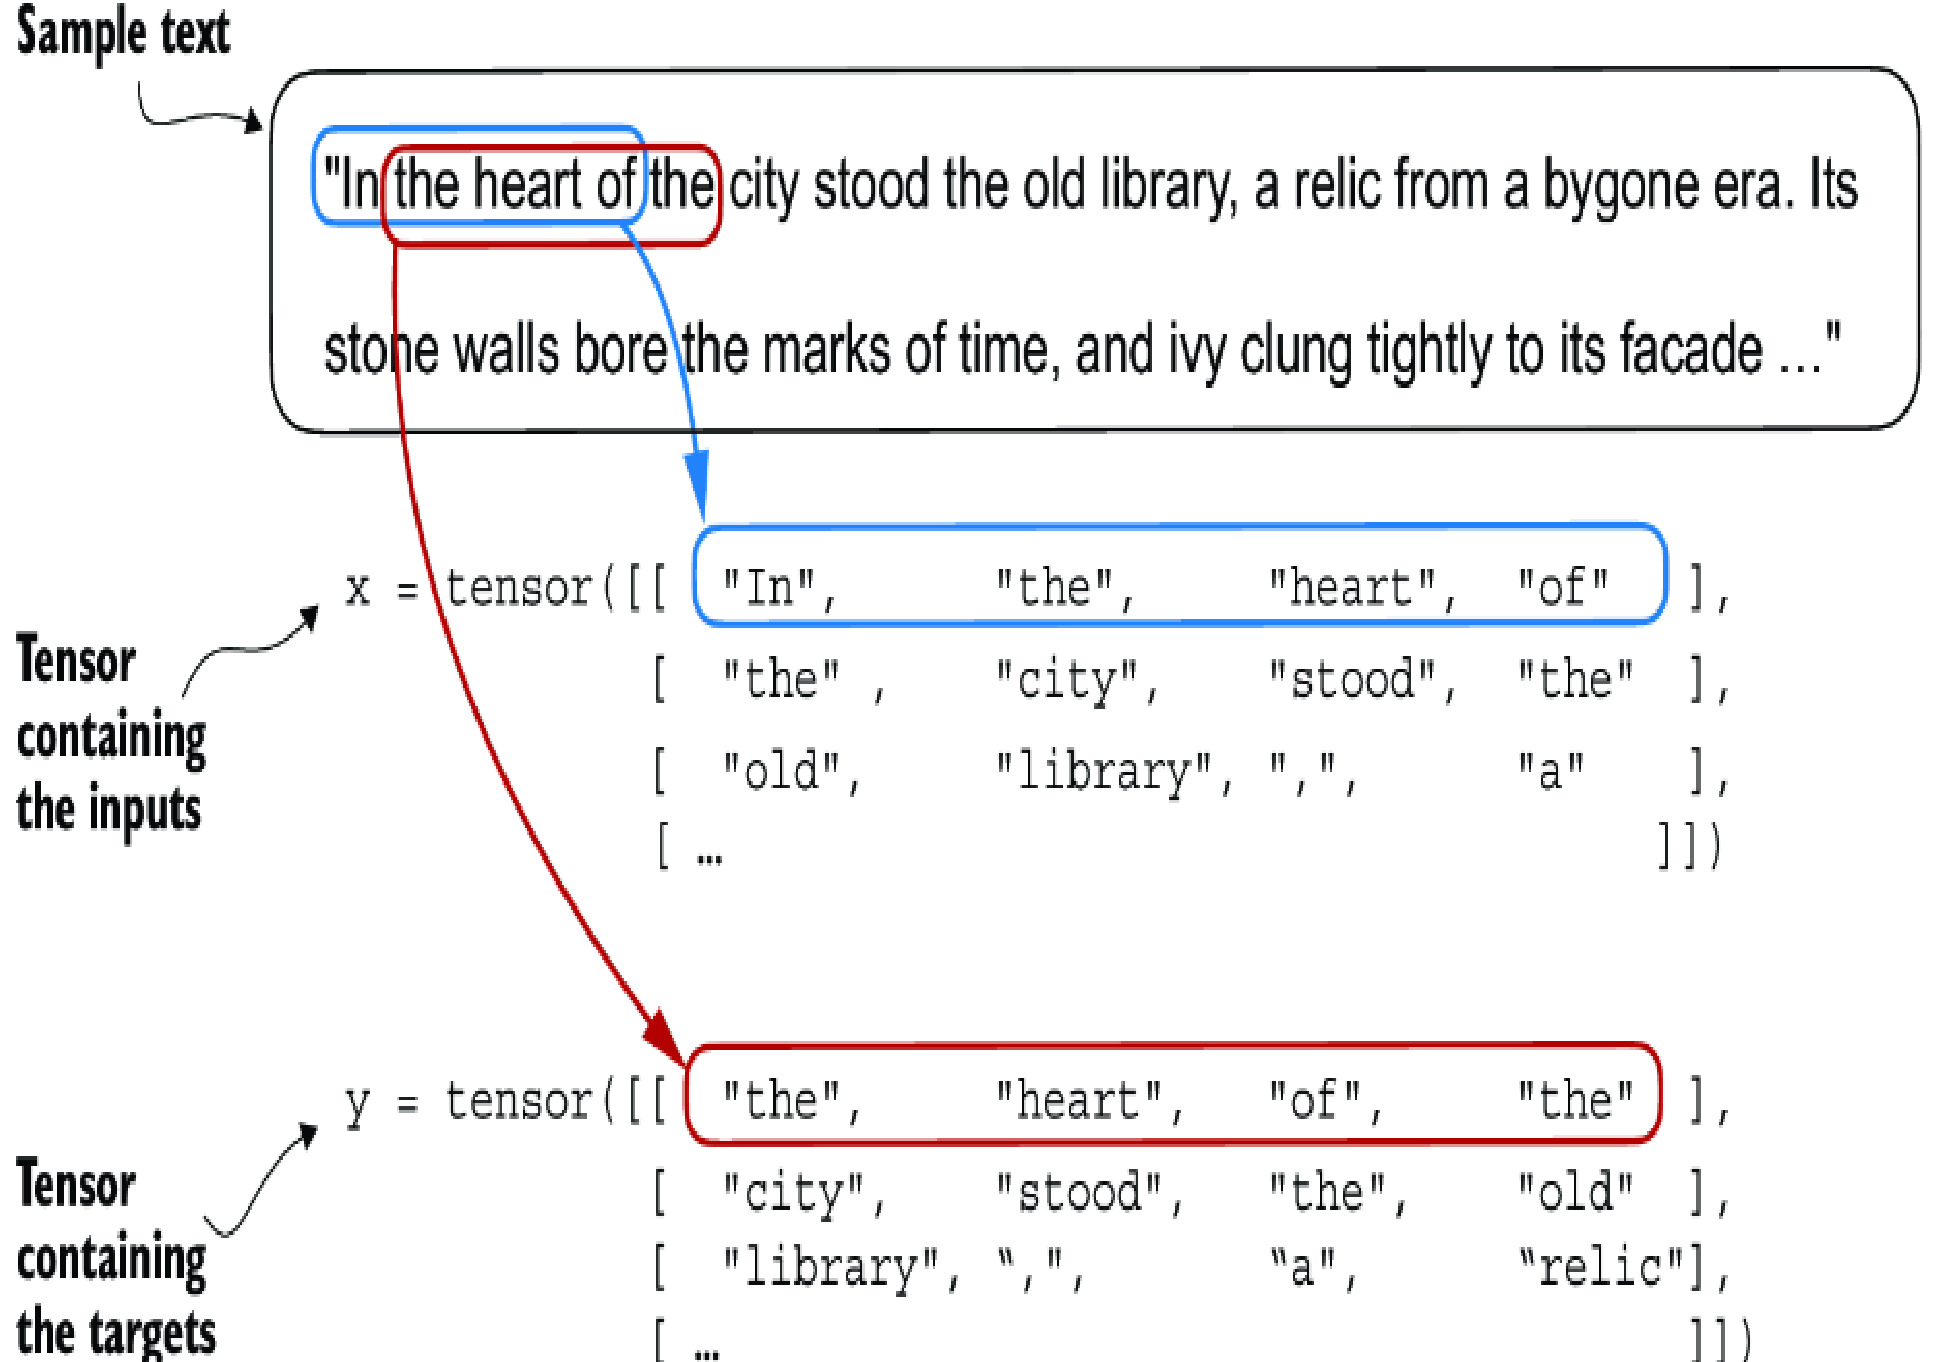 Sample text
"In the heart of the city stood the old library, a relic from a bygone era. Its
stone walls bore the marks of time, and ivy clung tightly to its facade ..."
x = tensor([[ "In", "the", "heart", "of" ],
[ "the" , "city", "stood", "the" ],
[ "old", "library", ",", "a" ],
[ … ]])
Tensor
containing
the inputs
y = tensor([[ "the", "heart", "of", "the" ],
[ "city", "stood", "the", "old" ],
[ "library", “,", “a", “relic"],
[ … ]])
Tensor
containing
the targets